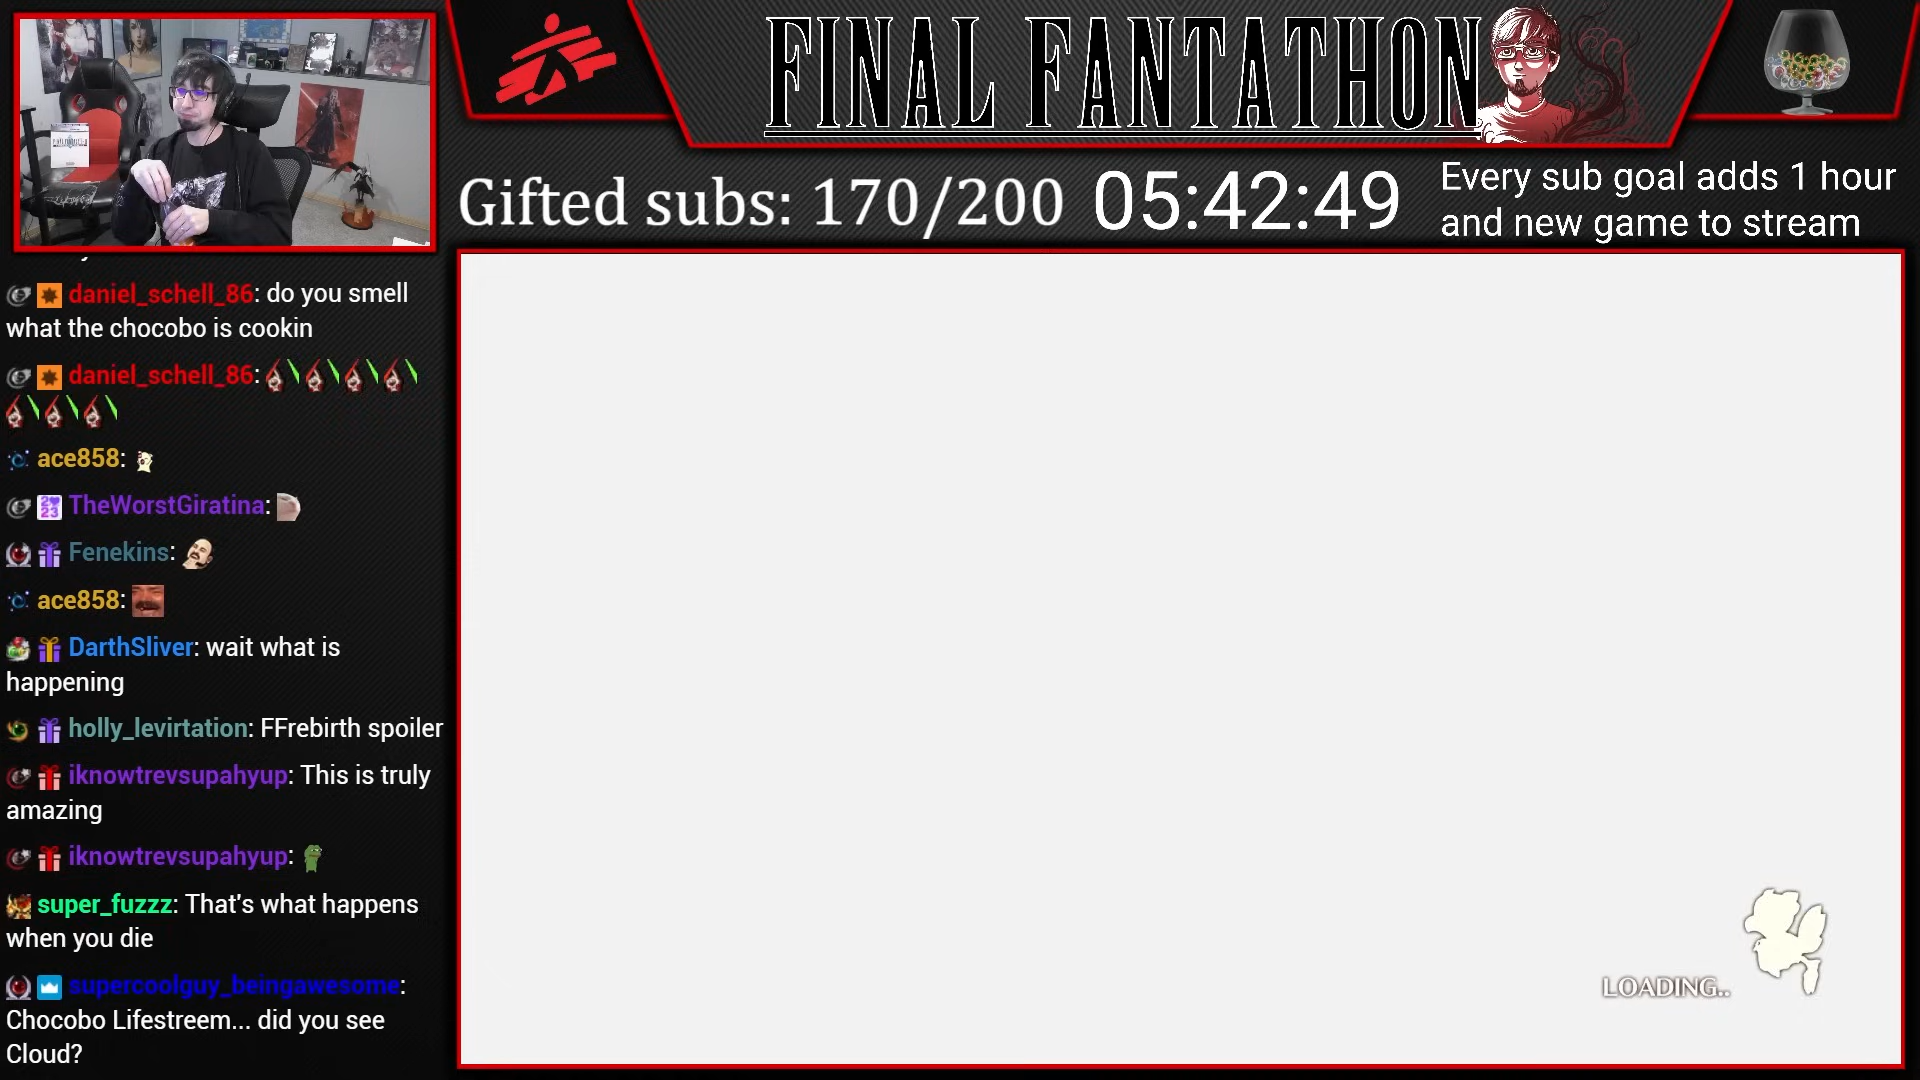 FINAL FANTATHON
Gifted subs: 170/200
05:42:49
Every sub goal adds 1 hour
and new game to stream
daniel_schell_86: do you smell
what the chocobo is cookin
daniel_schell_86:
ace858:
TheWorstGiratina:
Fenekins:
ace858:
DarthSliver: wait what is
happening
holly_levirtation: FFrebirth spoiler
iknowtrevsupahyup: This is truly
amazing
iknowtrevsupahyup:
super_fuzzz: That's what happens
when you die
supercoolguy_beingawesome:
Chocobo Lifestreem... did you see
Cloud?
LOADING..